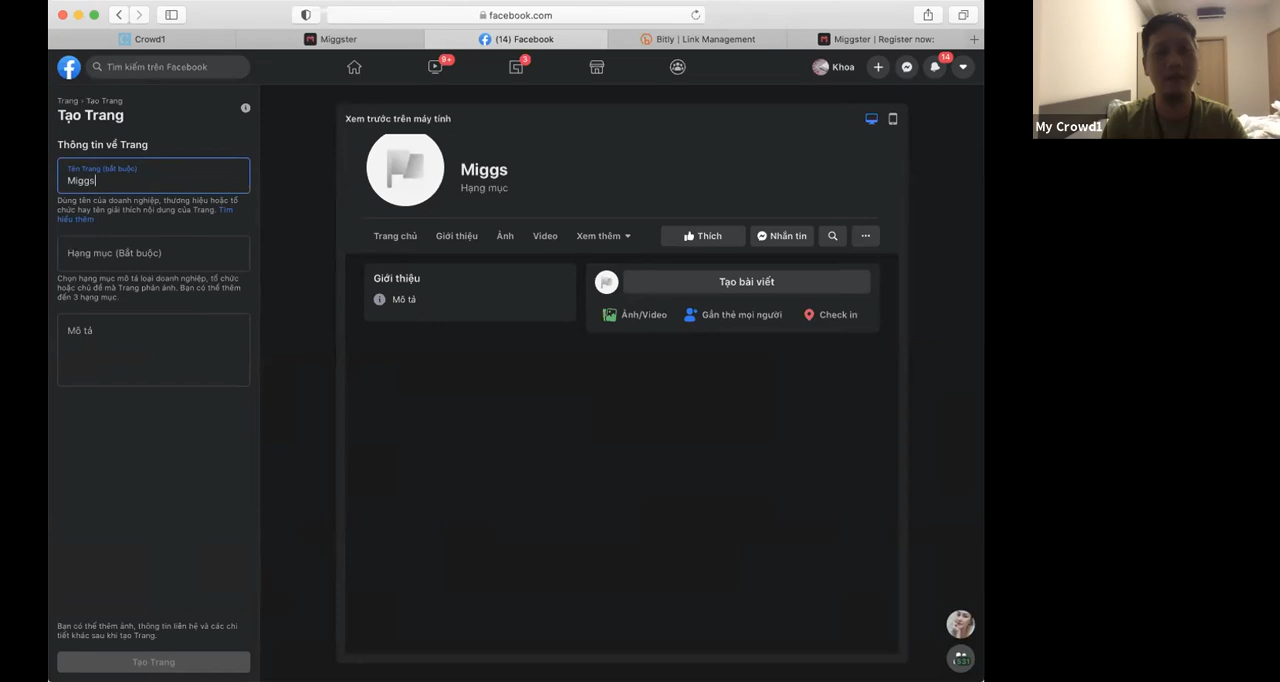 facebook.com
Crowd1
Miggster
(14) Facebook
Bitly | Link Management
Miggster | Register now:
Tìm kiếm trên Facebook
9+
3
Khoa
14
Trang › Tạo Trang
Tạo Trang
Thông tin về Trang
Tên Trang (bắt buộc)
Miggs
Dùng tên của doanh nghiệp, thương hiệu hoặc tổ
chức hay tên giải thích nội dung của Trang. Tìm
hiểu thêm
Hạng mục (Bắt buộc)
Chọn hạng mục mô tả loại doanh nghiệp, tổ chức
hoặc chủ đề mà Trang phản ánh. Bạn có thể thêm
đến 3 hạng mục.
Mô tả
Bạn có thể thêm ảnh, thông tin liên hệ và các chi
tiết khác sau khi tạo Trang.
Tạo Trang
Xem trước trên máy tính
Miggs
Hạng mục
Trang chủ
Giới thiệu
Ảnh
Video
Xem thêm
Thích
Nhắn tin
Giới thiệu
Mô tả
Tạo bài viết
Ảnh/Video
Gắn thẻ mọi người
Check in
531
My Crowd1